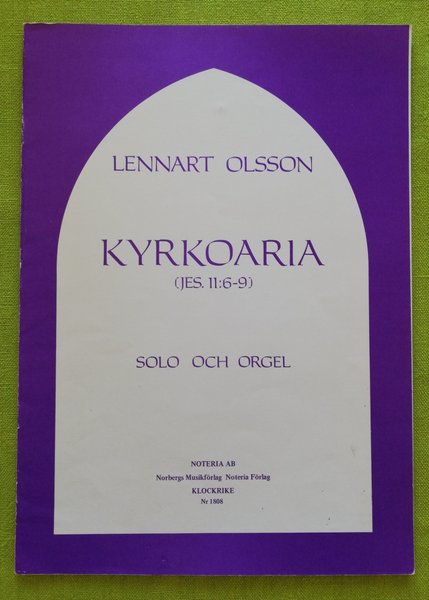 LENNART OLSSON
KYRKOARIA
(JES. 11:6-9)
SOLO OCH ORGEL
NOTERIA AB
Norbergs Musikförlag Noteria Förlag
KLOCKRIKE
Nr 1808